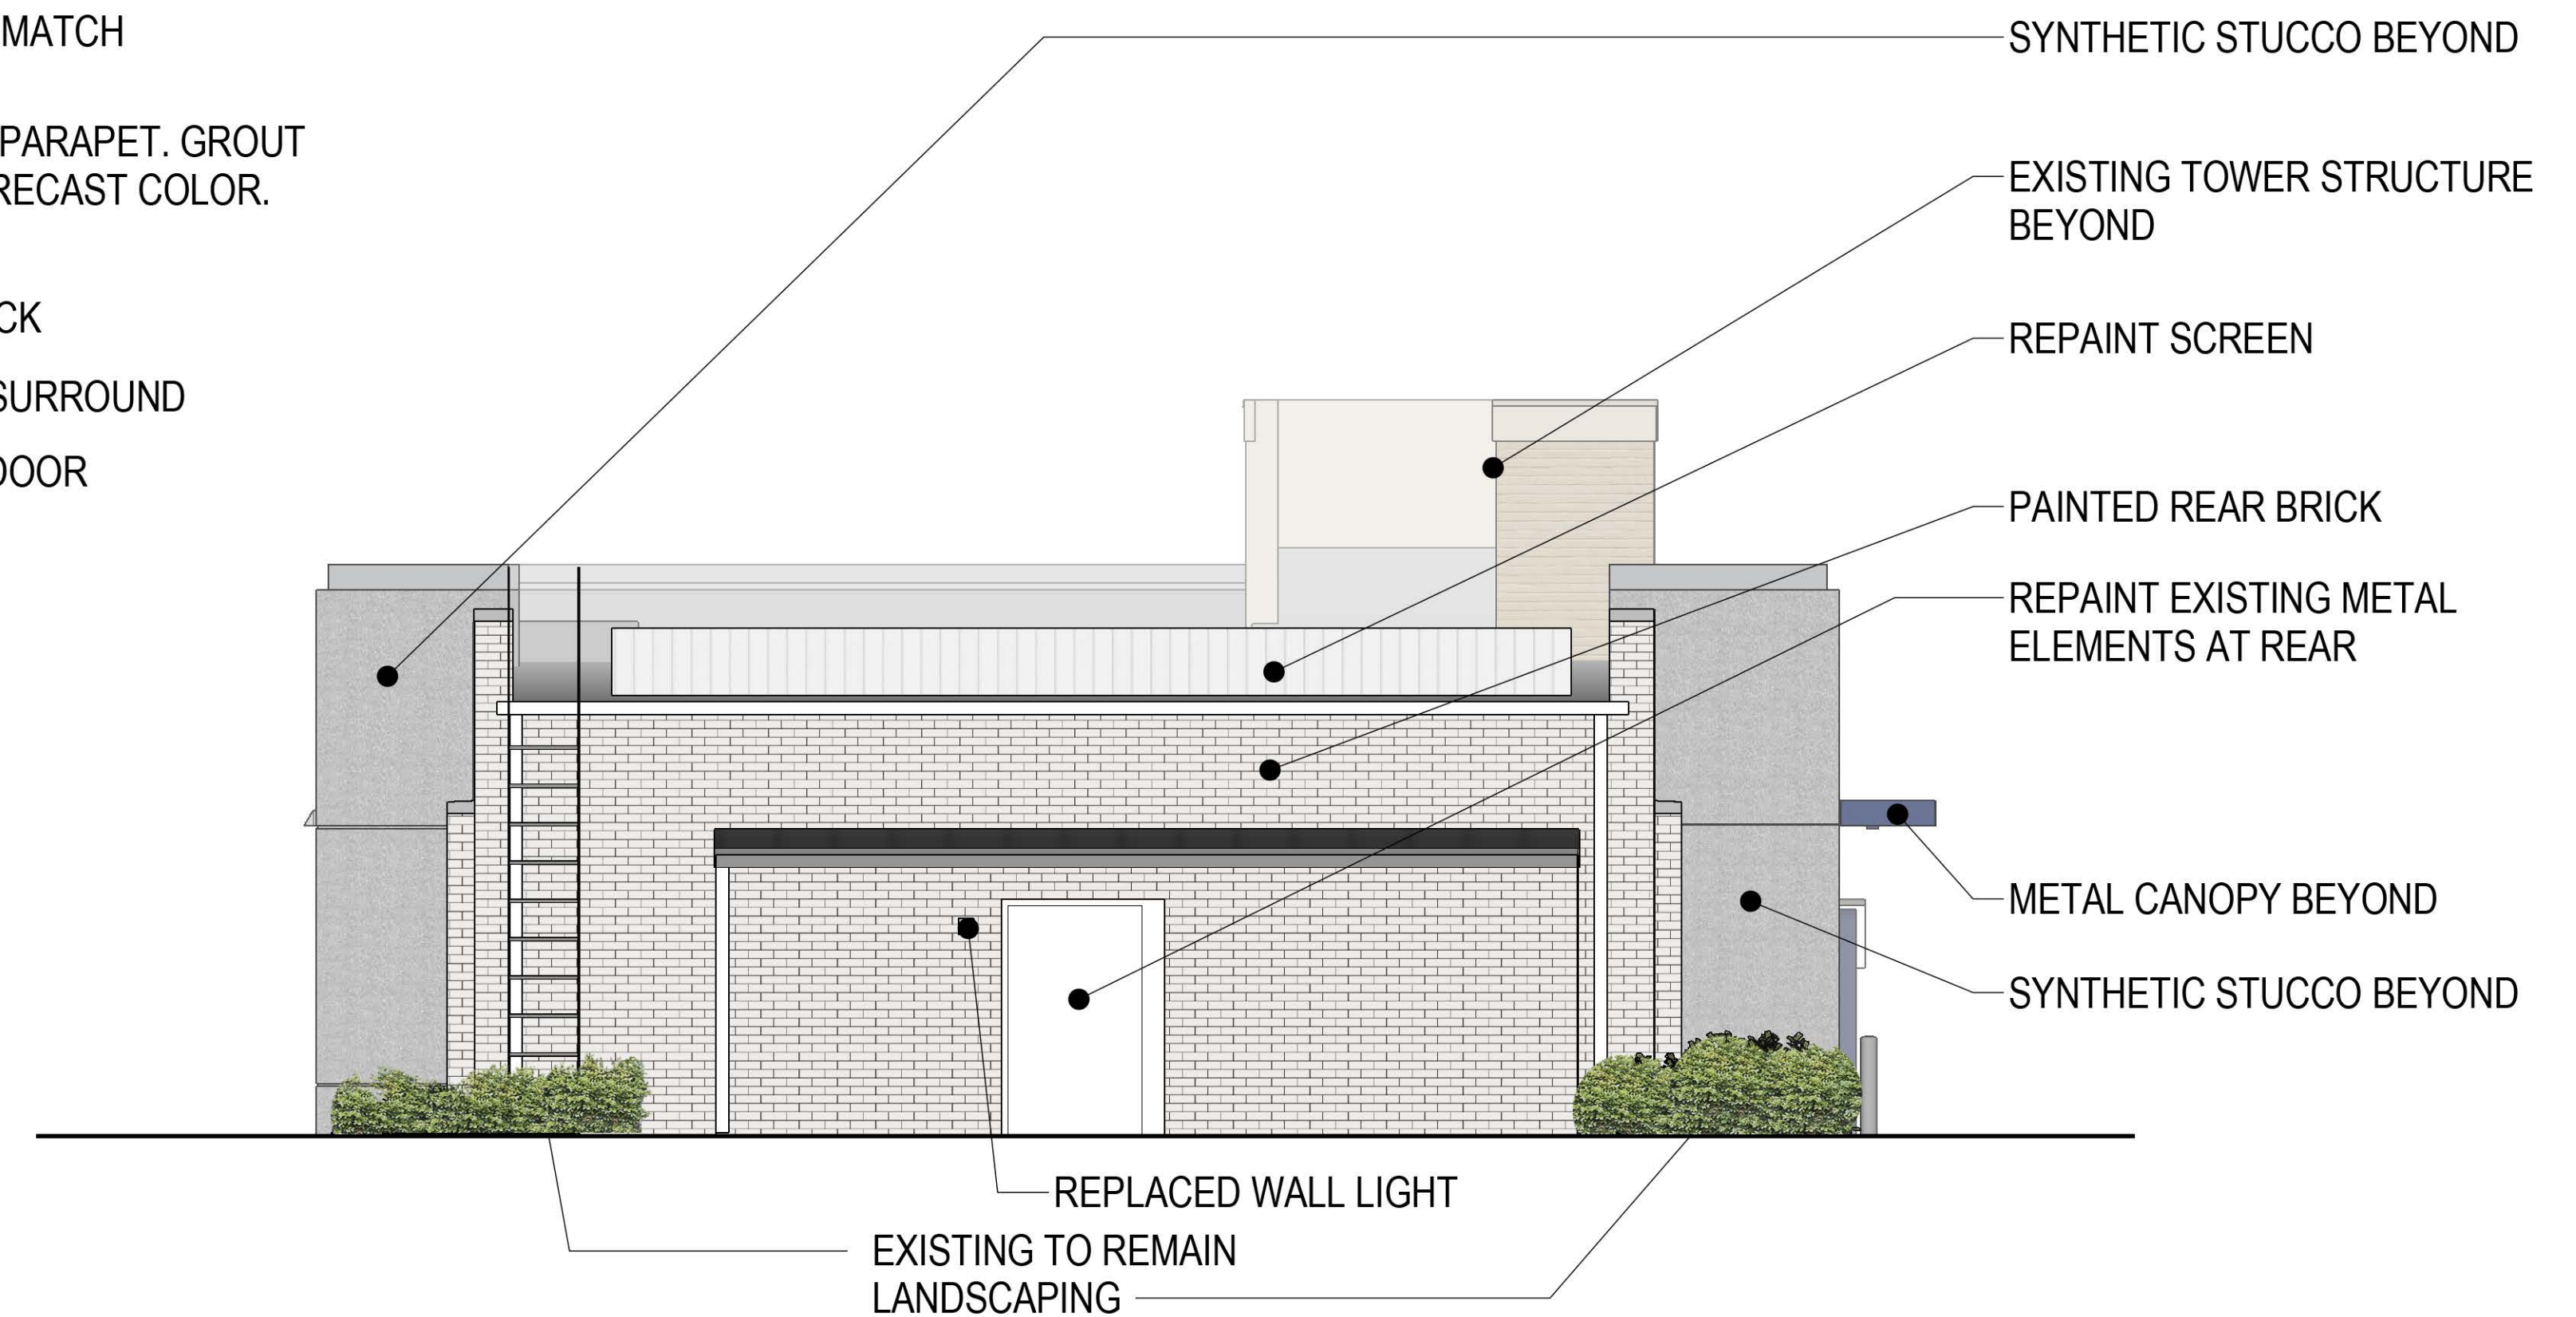 MATCH
PARAPET. GROUT
RECAST COLOR.
CK
SURROUND
DOOR
SYNTHETIC STUCCO BEYOND
EXISTING TOWER STRUCTURE
BEYOND
REPAINT SCREEN
PAINTED REAR BRICK
REPAINT EXISTING METAL
ELEMENTS AT REAR
METAL CANOPY BEYOND
SYNTHETIC STUCCO BEYOND
REPLACED WALL LIGHT
EXISTING TO REMAIN
LANDSCAPING